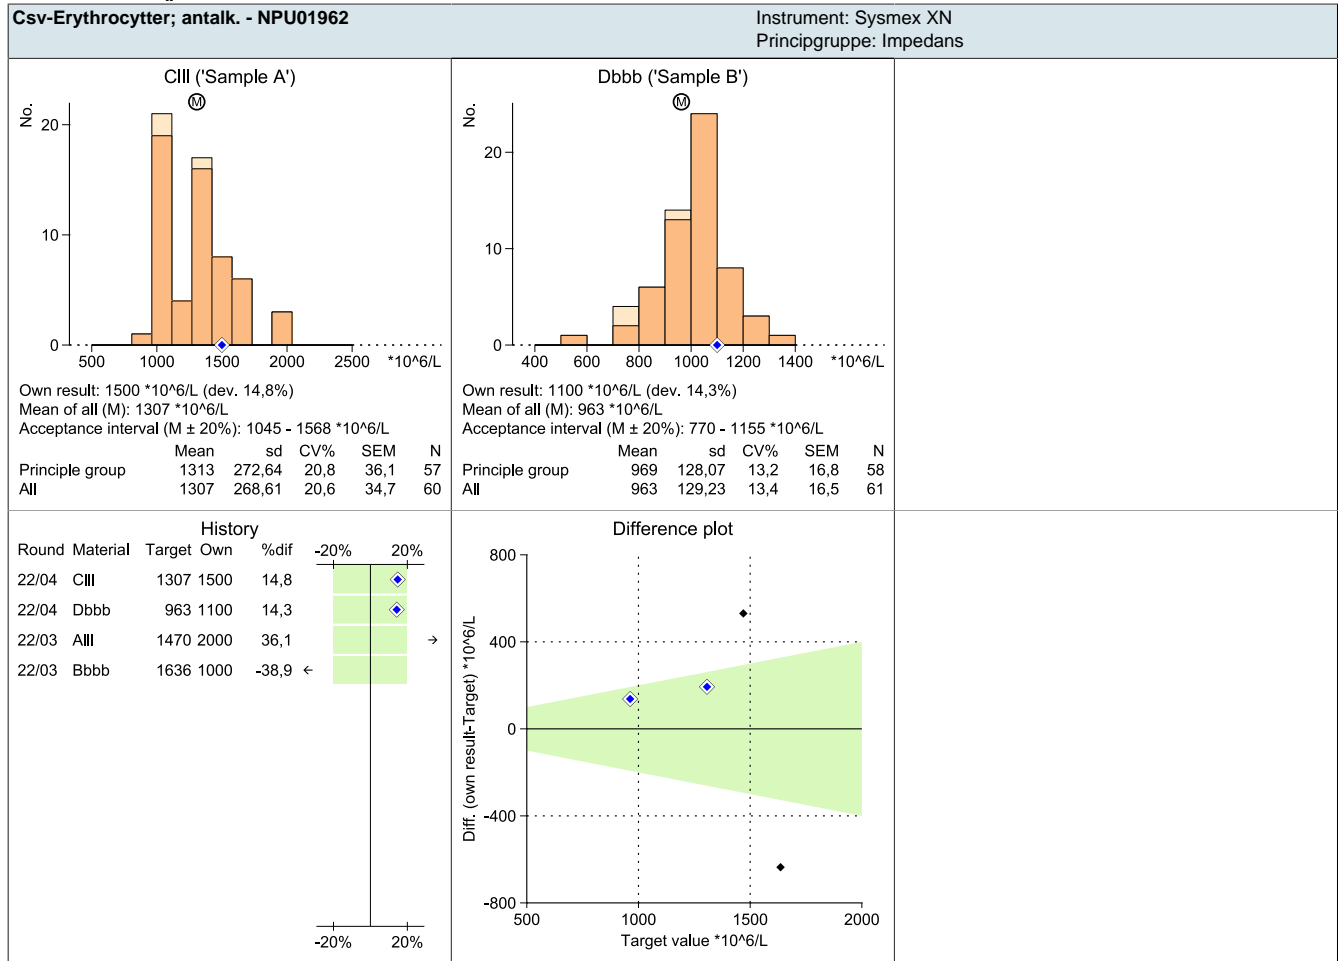 Csv-Erythrocytter; antalk. - NPU01962
Instrument: Sysmex XN
Principgruppe: Impedans
CIII ('Sample A')
M
No.
20
10
0
500 1000 1500 2000 2500 *10^6/L
Own result: 1500 *10^6/L (dev. 14,8%)
Mean of all (M): 1307 *10^6/L
Acceptance interval (M ± 20%): 1045 - 1568 *10^6/L
Mean sd CV% SEM N
Principle group 1313 272,64 20,8 36,1 57
All 1307 268,61 20,6 34,7 60
Dbbb ('Sample B')
M
No.
20
10
0
400 600 800 1000 1200 1400 *10^6/L
Own result: 1100 *10^6/L (dev. 14,3%)
Mean of all (M): 963 *10^6/L
Acceptance interval (M ± 20%): 770 - 1155 *10^6/L
Mean sd CV% SEM N
Principle group 969 128,07 13,2 16,8 58
All 963 129,23 13,4 16,5 61
History
Round Material Target Own %dif -20% 20%
22/04 CIII 1307 1500 14,8
22/04 Dbbb 963 1100 14,3
22/03 AIII 1470 2000 36,1 →
22/03 Bbbb 1636 1000 -38,9 ←
-20% 20%
Difference plot
Diff. (own result-Target) *10^6/L
800
400
0
-400
-800
500 1000 1500 2000
Target value *10^6/L